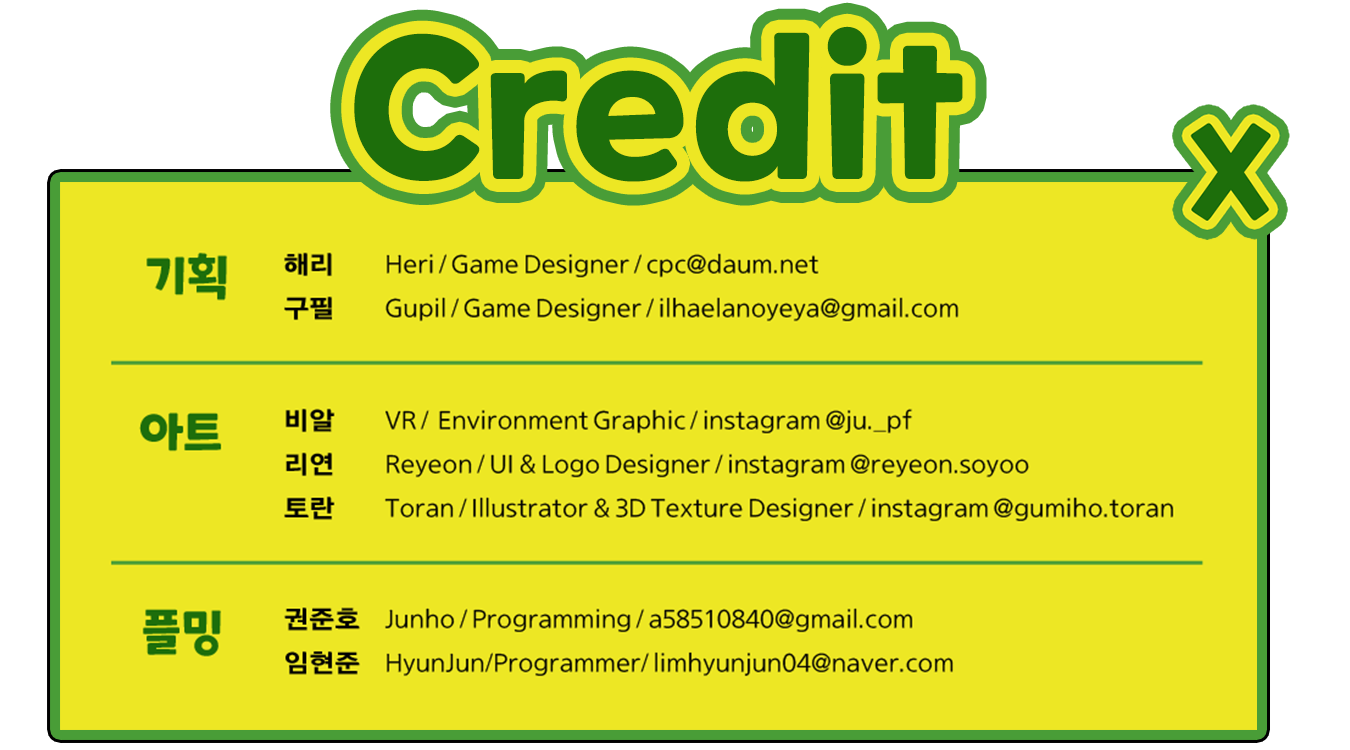 Credit
X
기획
해리 Heri / Game Designer / cpc@daum.net
구필 Gupil / Game Designer / ilhaelanoyeya@gmail.com
아트
비알 VR / Environment Graphic / instagram @ju._pf
리연 Reyeon / UI & Logo Designer / instagram @reyeon.soyoo
토란 Toran / Illustrator & 3D Texture Designer / instagram @gumiho.toran
플밍
권준호 Junho / Programming / a58510840@gmail.com
임현준 HyunJun/Programmer/ limhyunjun04@naver.com